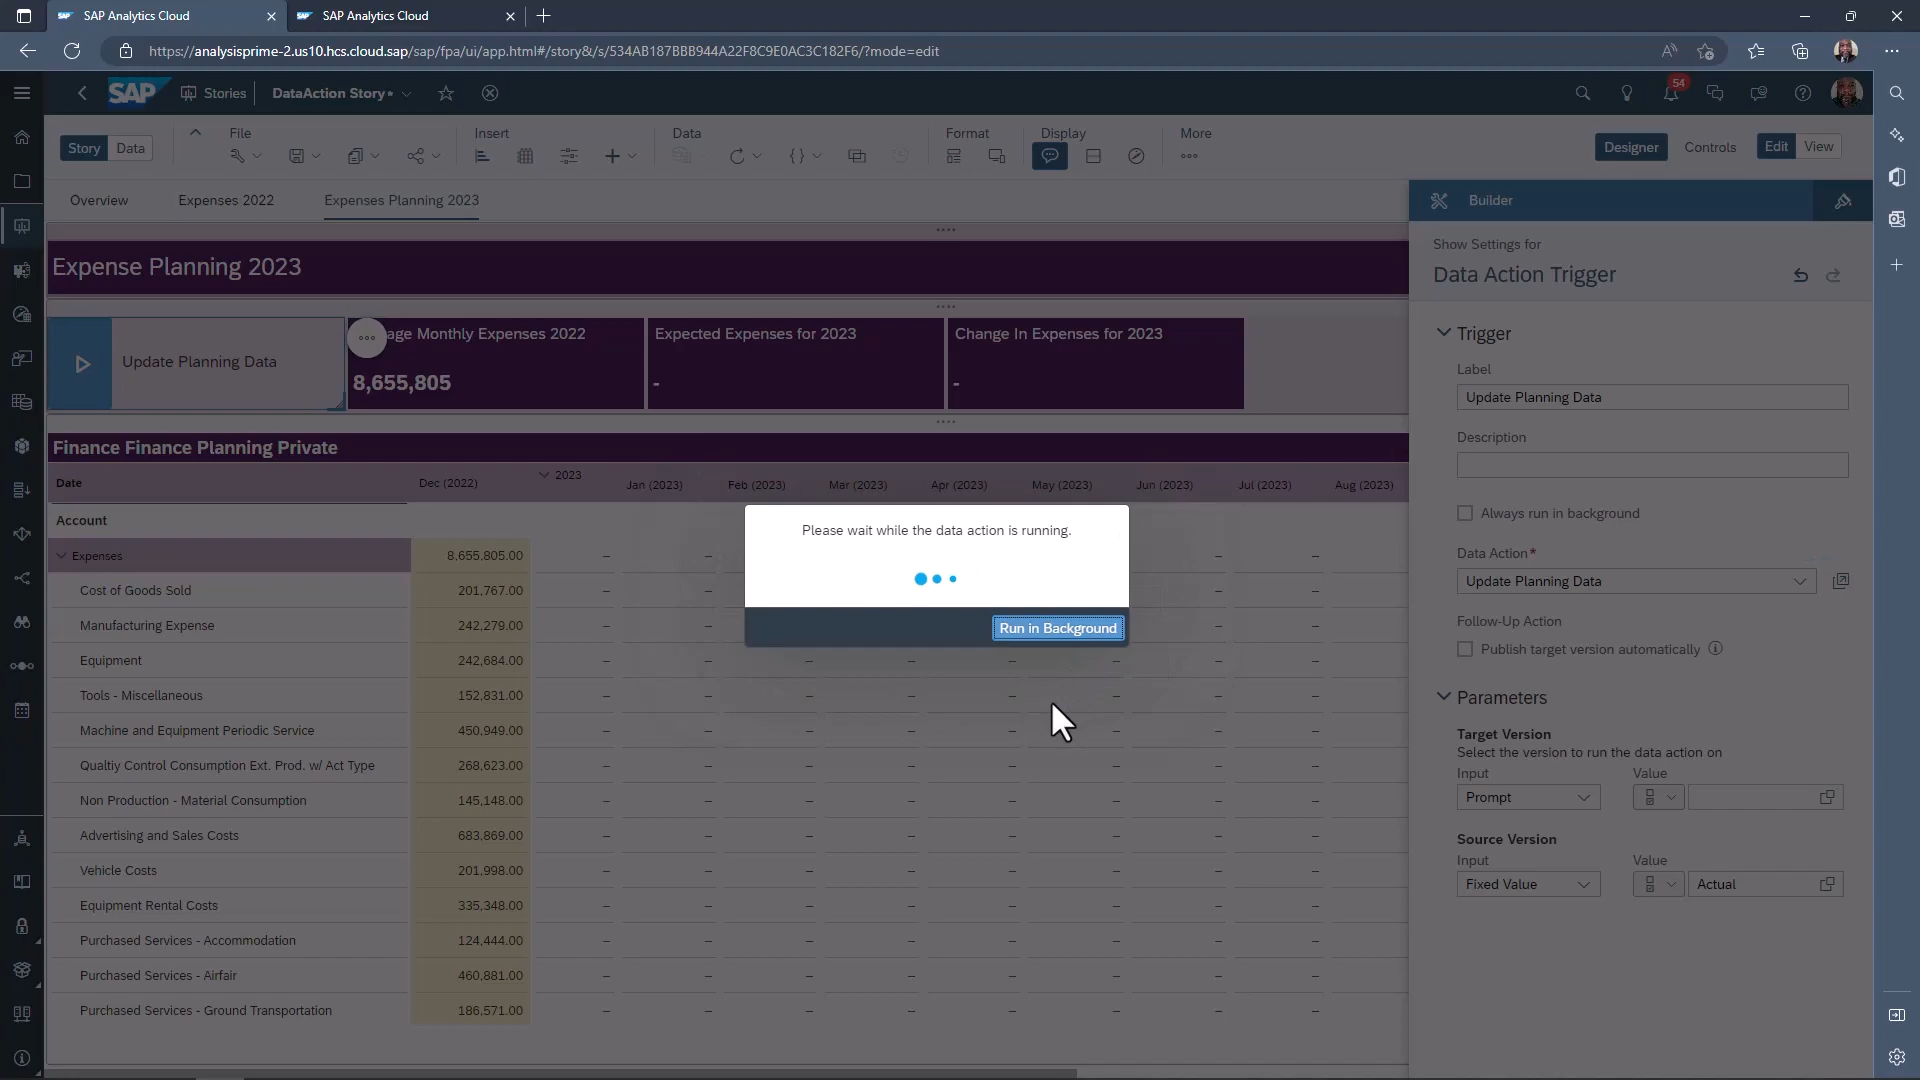 SAP Analytics Cloud
SAP Analytics Cloud
https://analysisprime-2.us10.hcs.cloud.sap/sap/fpa/ui/app.html#/story&/s/534AB187BBB944A22F8C9E0AC3C182F6/?mode=edit
SAP
Stories
DataAction Story*
54
Story
Data
File
Insert
Data
Format
Display
More
Designer
Controls
Edit
View
Overview
Expenses 2022
Expenses Planning 2023
Builder
Show Settings for
Data Action Trigger
Expense Planning 2023
Update Planning Data
age Monthly Expenses 2022
8,655,805
Expected Expenses for 2023
-
Change In Expenses for 2023
-
Finance Finance Planning Private
Date
Dec (2022)
2023
Jan (2023)
Feb (2023)
Mar (2023)
Apr (2023)
May (2023)
Jun (2023)
Jul (2023)
Aug (2023)
Account
Expenses 8,655,805.00 – – – –
Cost of Goods Sold 201,767.00 – – – –
Manufacturing Expense 242,279.00 – – – –
Equipment 242,684.00 – – – – – – – –
Tools - Miscellaneous 152,831.00 – – – – – – – –
Machine and Equipment Periodic Service 450,949.00 – – – – – – – –
Qualtiy Control Consumption Ext. Prod. w/ Act Type 268,623.00 – – – – – – – –
Non Production - Material Consumption 145,148.00 – – – – – – – –
Advertising and Sales Costs 683,869.00 – – – – – – – –
Vehicle Costs 201,998.00 – – – – – – – –
Equipment Rental Costs 335,348.00 – – – – – – – –
Purchased Services - Accommodation 124,444.00 – – – – – – – –
Purchased Services - Airfair 460,881.00 – – – – – – – –
Purchased Services - Ground Transportation 186,571.00 – – – – – – – –
Please wait while the data action is running.
Run in Background
Trigger
Label
Update Planning Data
Description
Always run in background
Data Action*
Update Planning Data
Follow-Up Action
Publish target version automatically
Parameters
Target Version
Select the version to run the data action on
Input
Value
Prompt
Source Version
Input
Value
Fixed Value
Actual